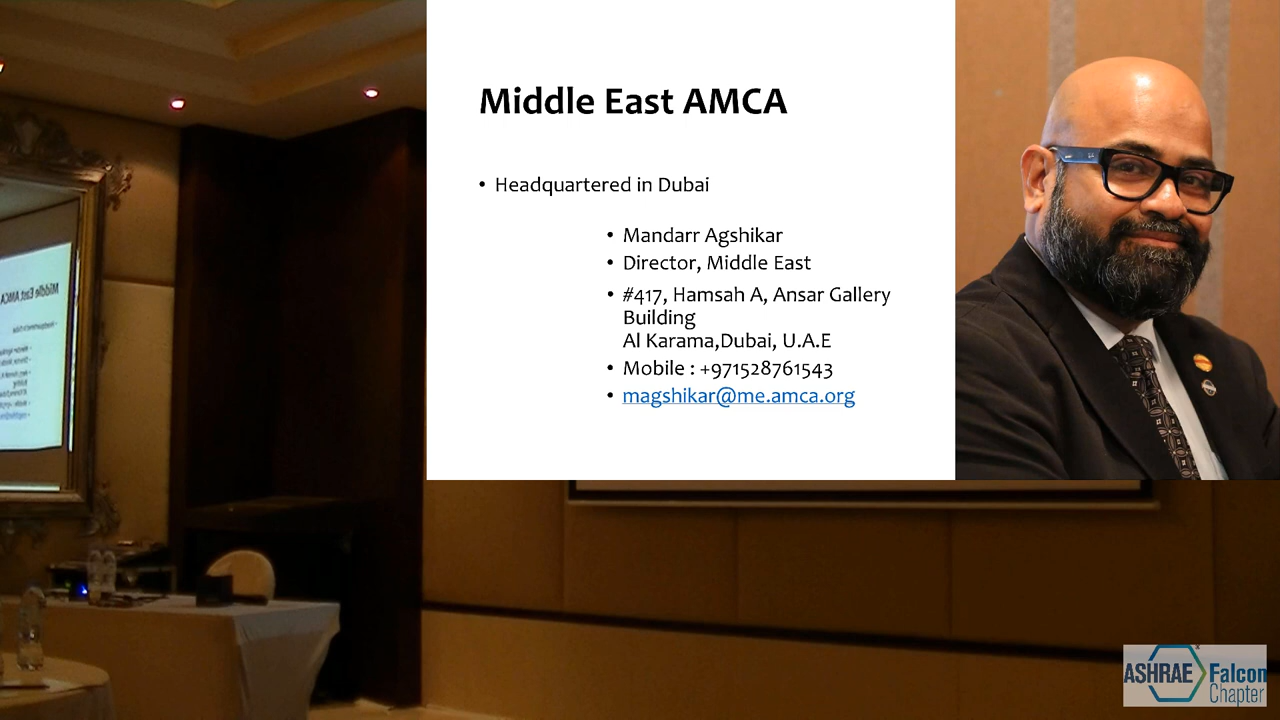 Middle East AMCA
• Headquartered in Dubai
• Mandarr Agshikar
• Director, Middle East
• #417, Hamsah A, Ansar Gallery
Building
Al Karama,Dubai, U.A.E
• Mobile : +971528761543
• magshikar@me.amca.org
ASHRAE Falcon
Chapter